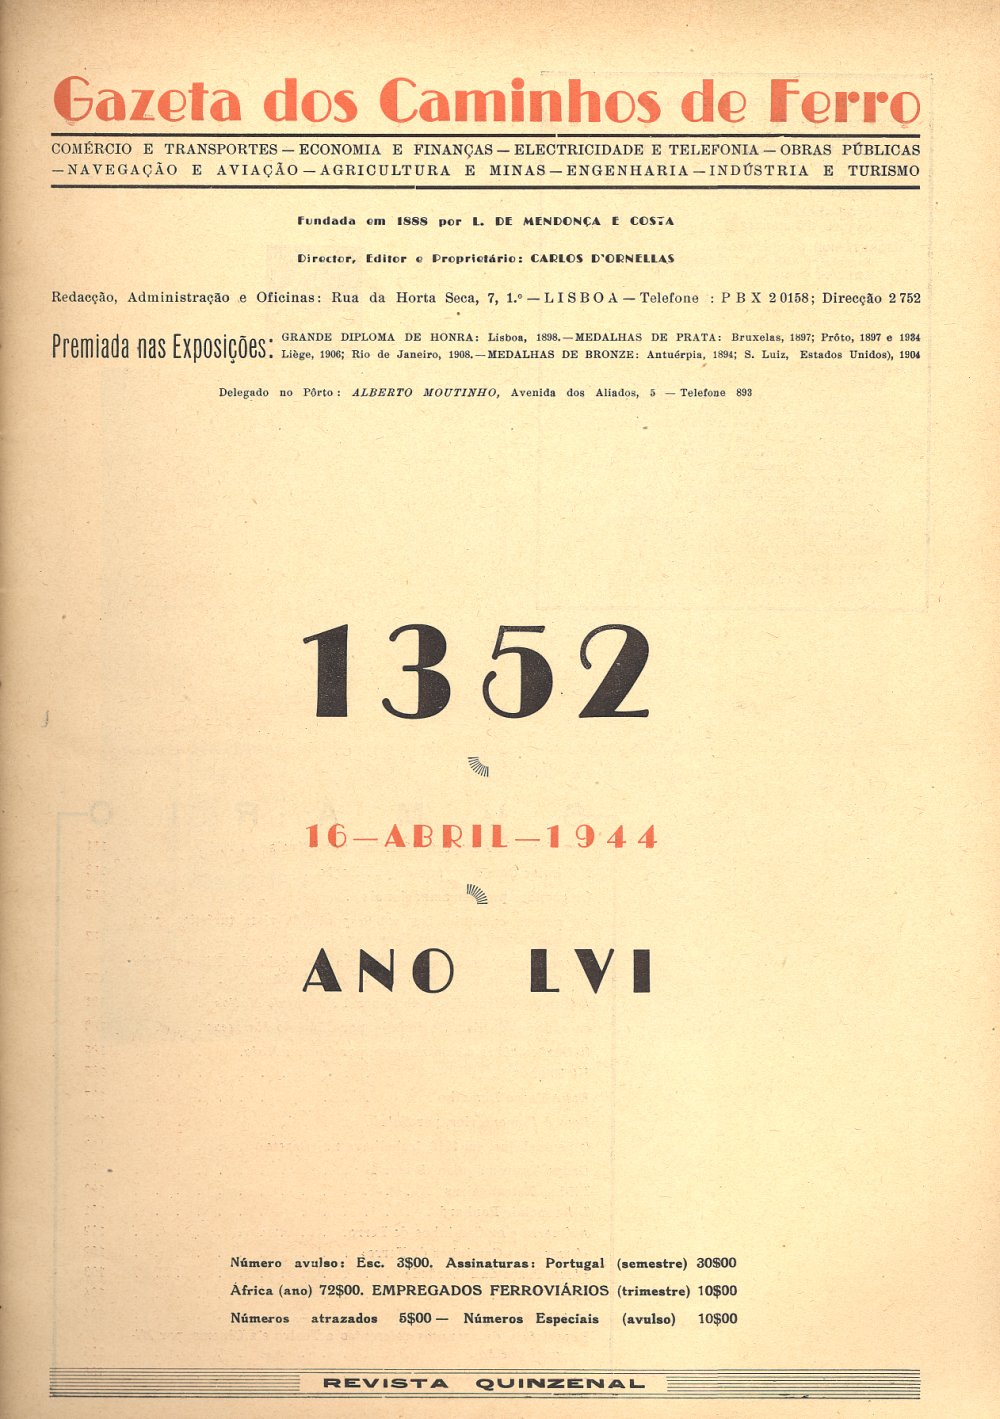 Gazeta dos Caminhos de Ferro
COMÉRCIO E TRANSPORTES — ECONOMIA E FINANÇAS — ELECTRICIDADE E TELEFONIA — OBRAS PÚBLICAS
— NAVEGAÇÃO E AVIAÇÃO — AGRICULTURA E MINAS — ENGENHARIA — INDÚSTRIA E TURISMO
Fundada em 1888 por L. DE MENDONÇA E COSTA
Director, Editor e Proprietário: CARLOS D'ORNELLAS
Redacção, Administração e Oficinas: Rua da Horta Seca, 7, 1.º — LISBOA — Telefone : PBX 20158; Direcção 2 752
Premiada nas Exposições: GRANDE DIPLOMA DE HONRA: Lisboa, 1898. — MEDALHAS DE PRATA: Bruxelas, 1897; Prôto, 1897 e 1934
Liège, 1906; Rio de Janeiro, 1908. — MEDALHAS DE BRONZE: Antuérpia, 1894; S. Luiz, Estados Unidos), 1904
Delegado no Pôrto : ALBERTO MOUTINHO, Avenida dos Aliados, 5 — Telefone 893
1352
16—ABRIL—1944
ANO LVI
Número avulso: Esc. 3$00. Assinaturas: Portugal (semestre) 30$00
África (ano) 72$00. EMPREGADOS FERROVIÁRIOS (trimestre) 10$00
Números atrazados 5$00 — Números Especiais (avulso) 10$00
REVISTA QUINZENAL